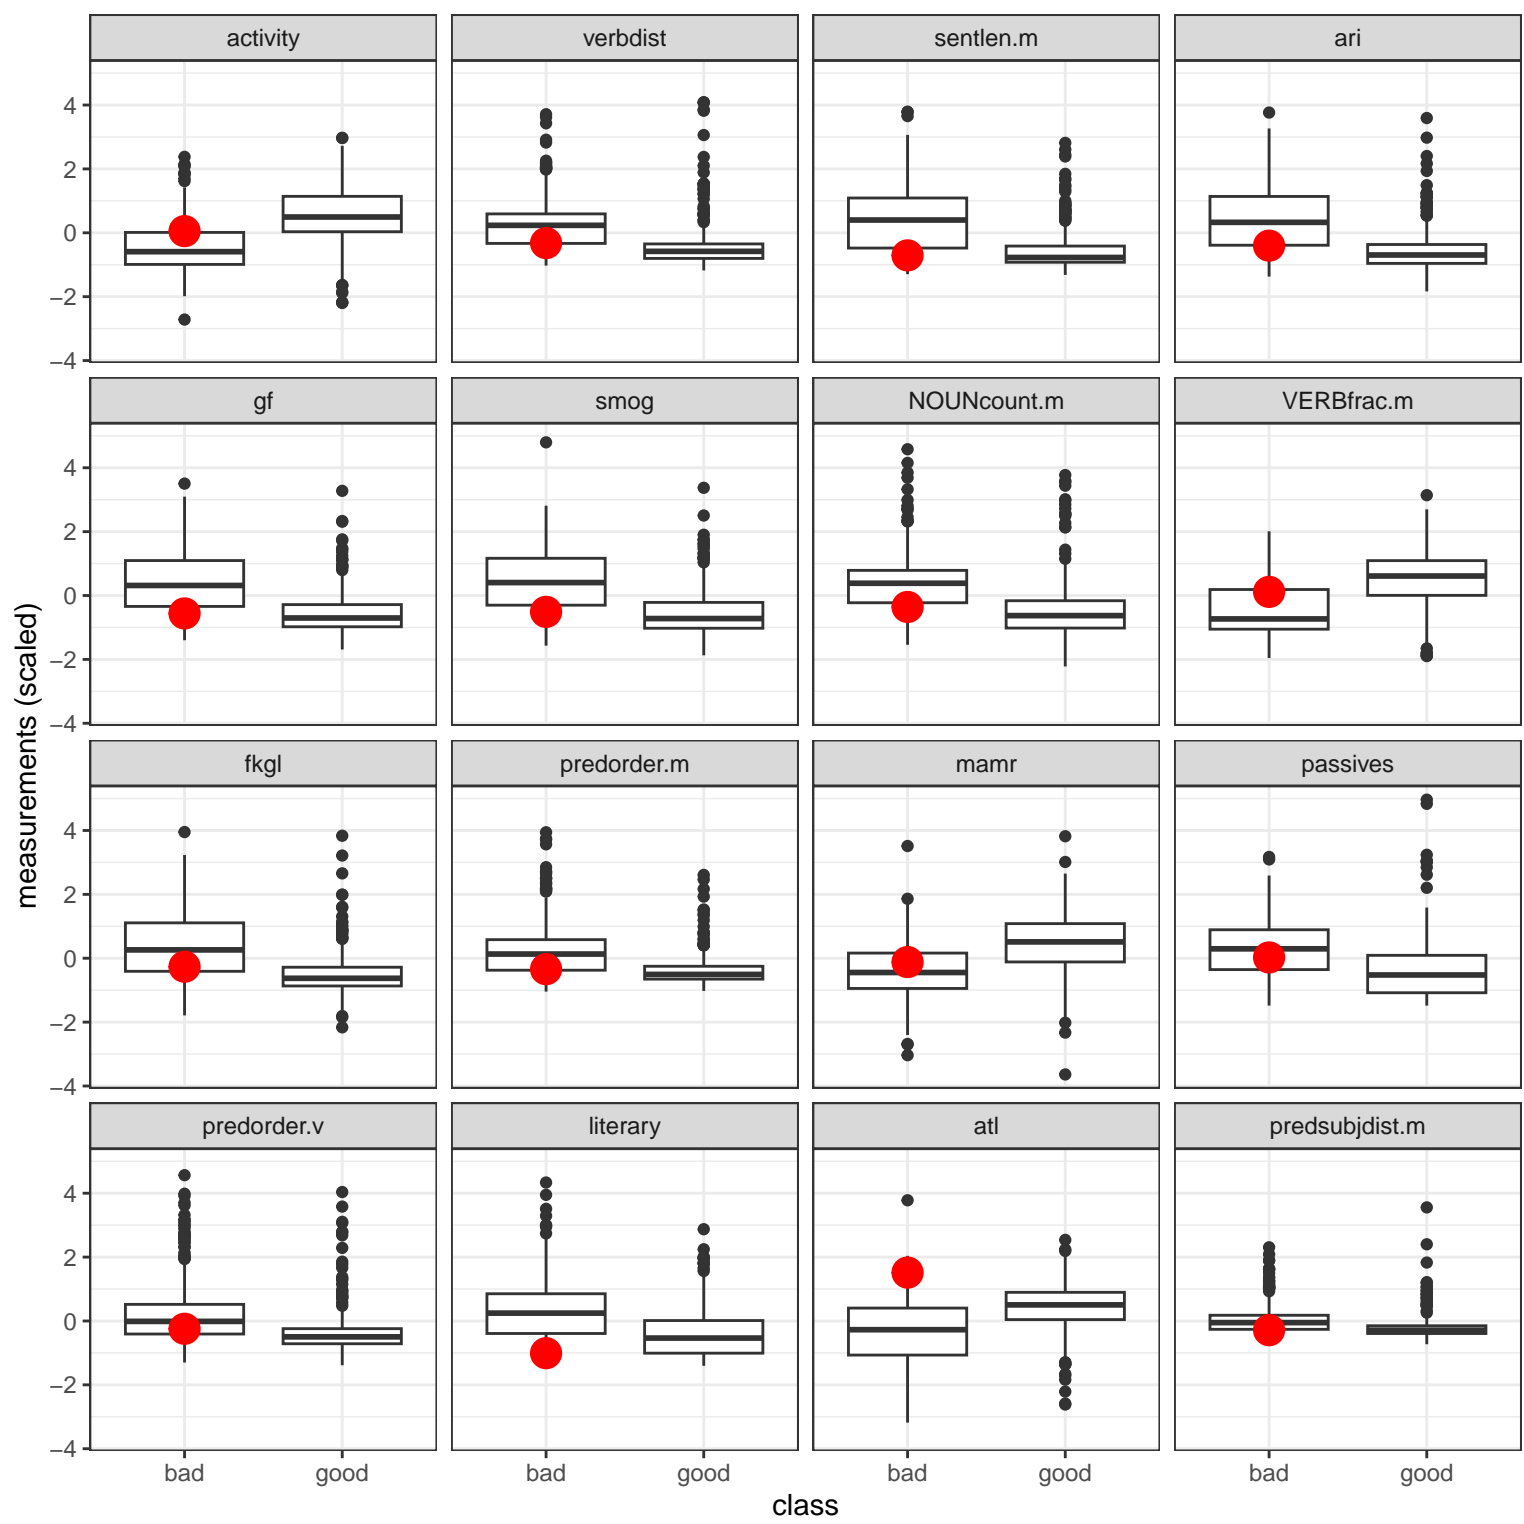 activity verbdist sentlen.m ari
4
2
0
−2
−4
gf smog NOUNcount.m VERBfrac.m
4
2
0
−2
−4
fkgl predorder.m mamr passives
4
2
0
−2
−4
predorder.v literary atl predsubjdist.m
4
2
0
−2
−4
measurements (scaled)
bad good bad good bad good bad good
class